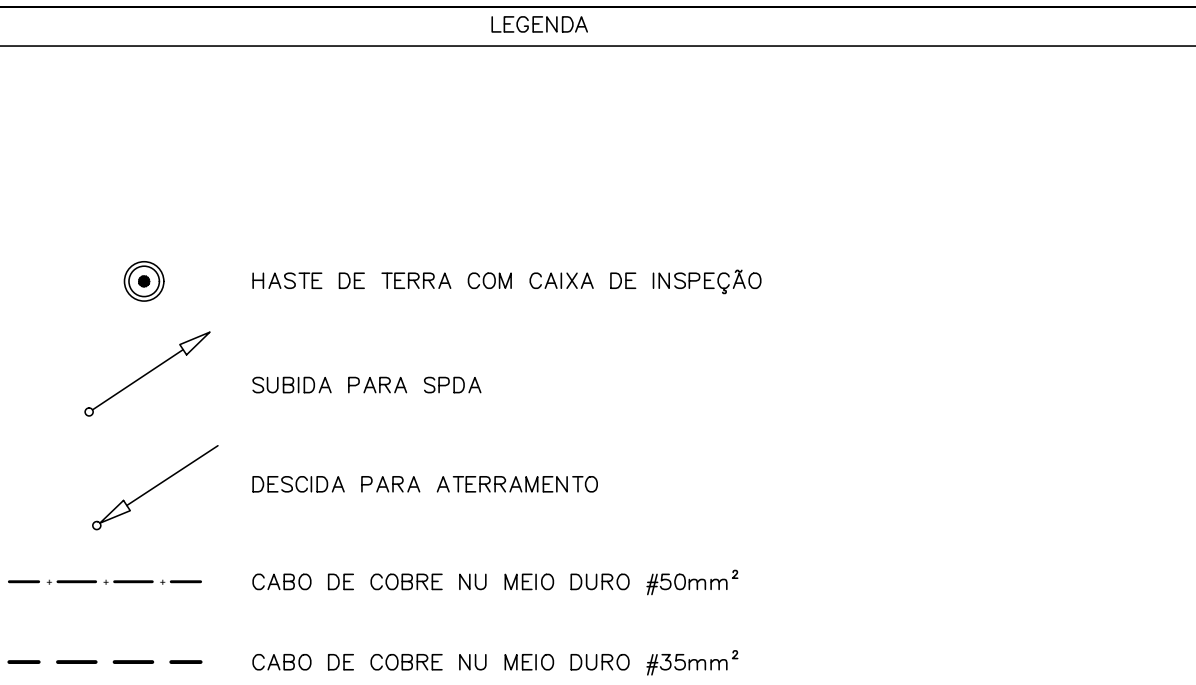 LEGENDA
HASTE DE TERRA COM CAIXA DE INSPEÇÃO
SUBIDA PARA SPDA
DESCIDA PARA ATERRAMENTO
CABO DE COBRE NU MEIO DURO #50mm²
CABO DE COBRE NU MEIO DURO #35mm²